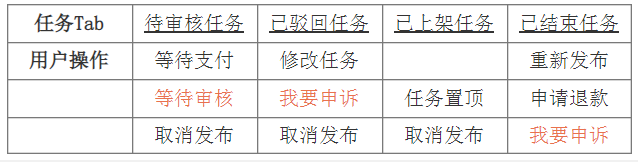 任务Tab 待审核任务 已驳回任务 已上架任务 已结束任务
用户操作 等待支付 修改任务 重新发布
等待审核 我要申诉 任务置顶 申请退款
取消发布 取消发布 取消发布 我要申诉